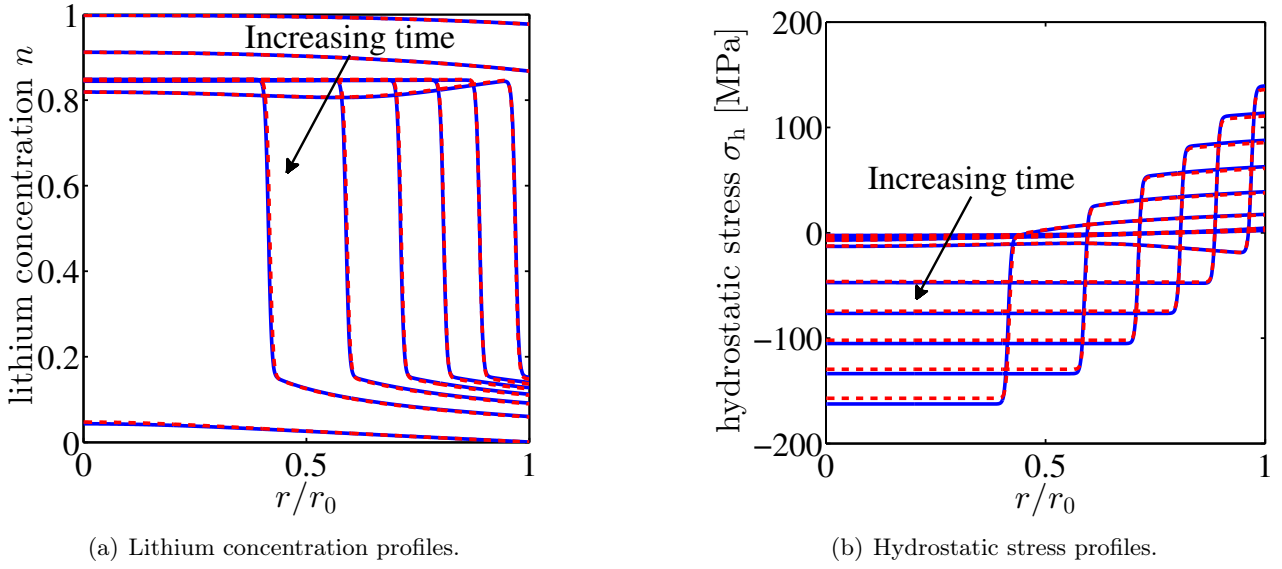 lithium concentration n
1
0.8
0.6
0.4
0.2
0
0
0.5
1
r/r₀
Increasing time
(a) Lithium concentration profiles.
hydrostatic stress σₕ [MPa]
200
100
0
−100
−200
0
0.5
1
r/r₀
Increasing time
(b) Hydrostatic stress profiles.